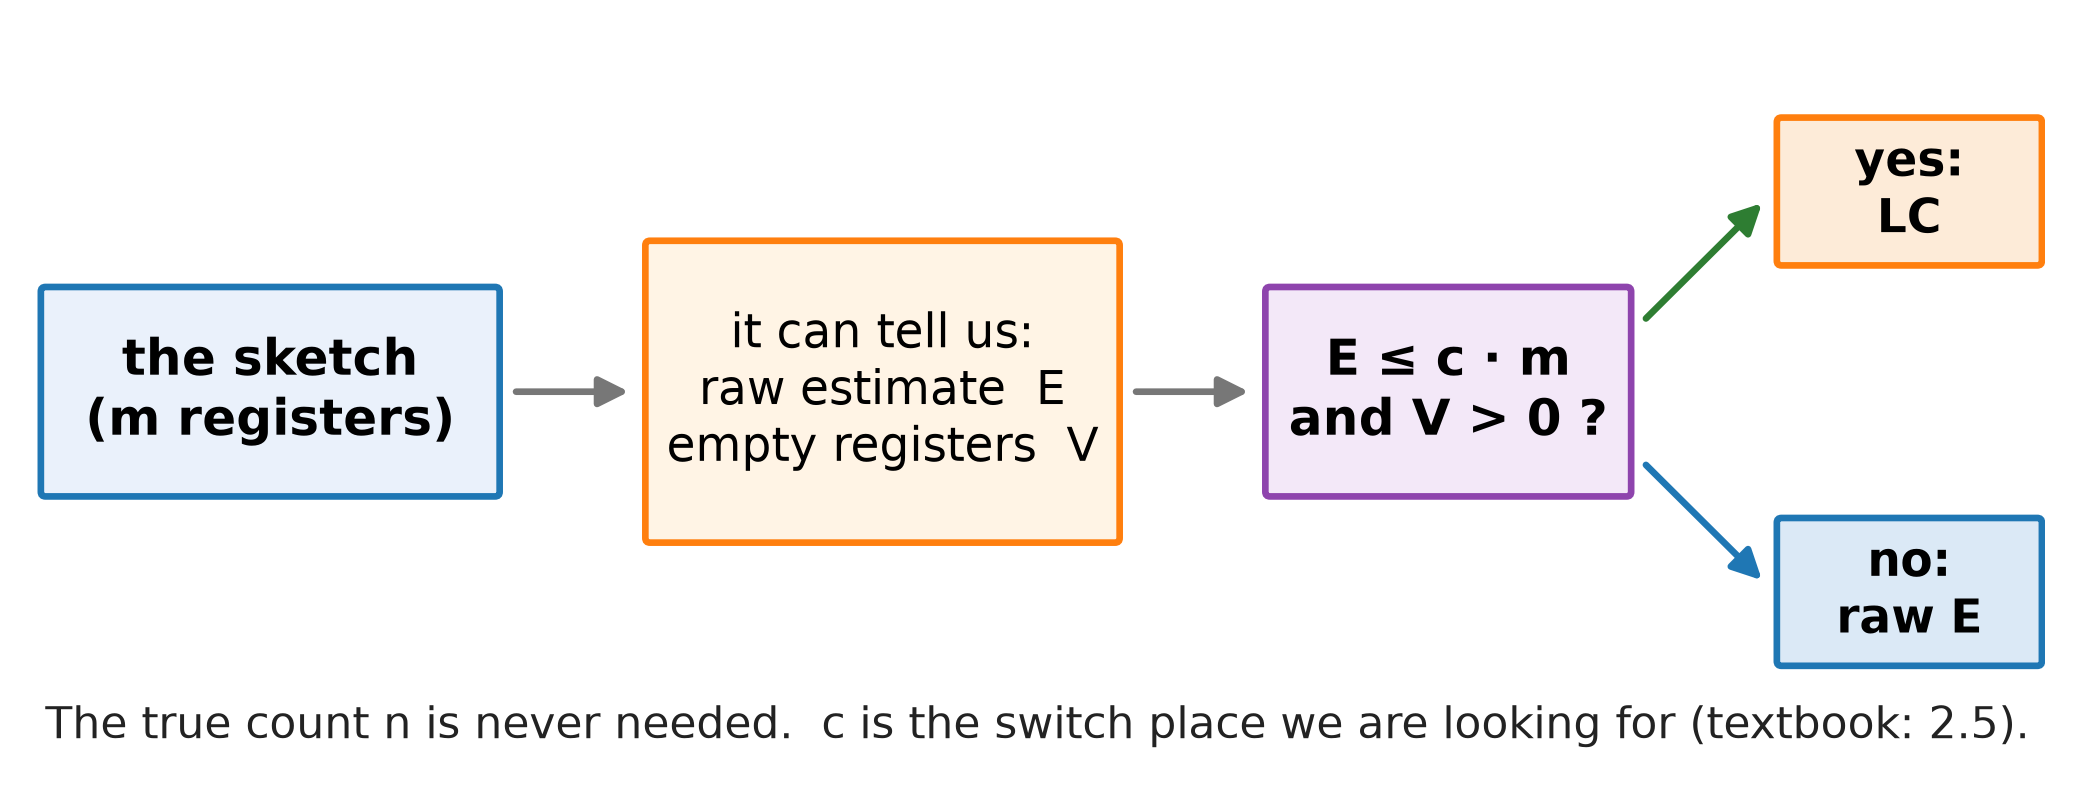 the sketch
(m registers)
it can tell us:
raw estimate  E
empty registers  V
E ≤ c · m
and V > 0 ?
yes:
LC
no:
raw E
The true count n is never needed.  c is the switch place we are looking for (textbook: 2.5).